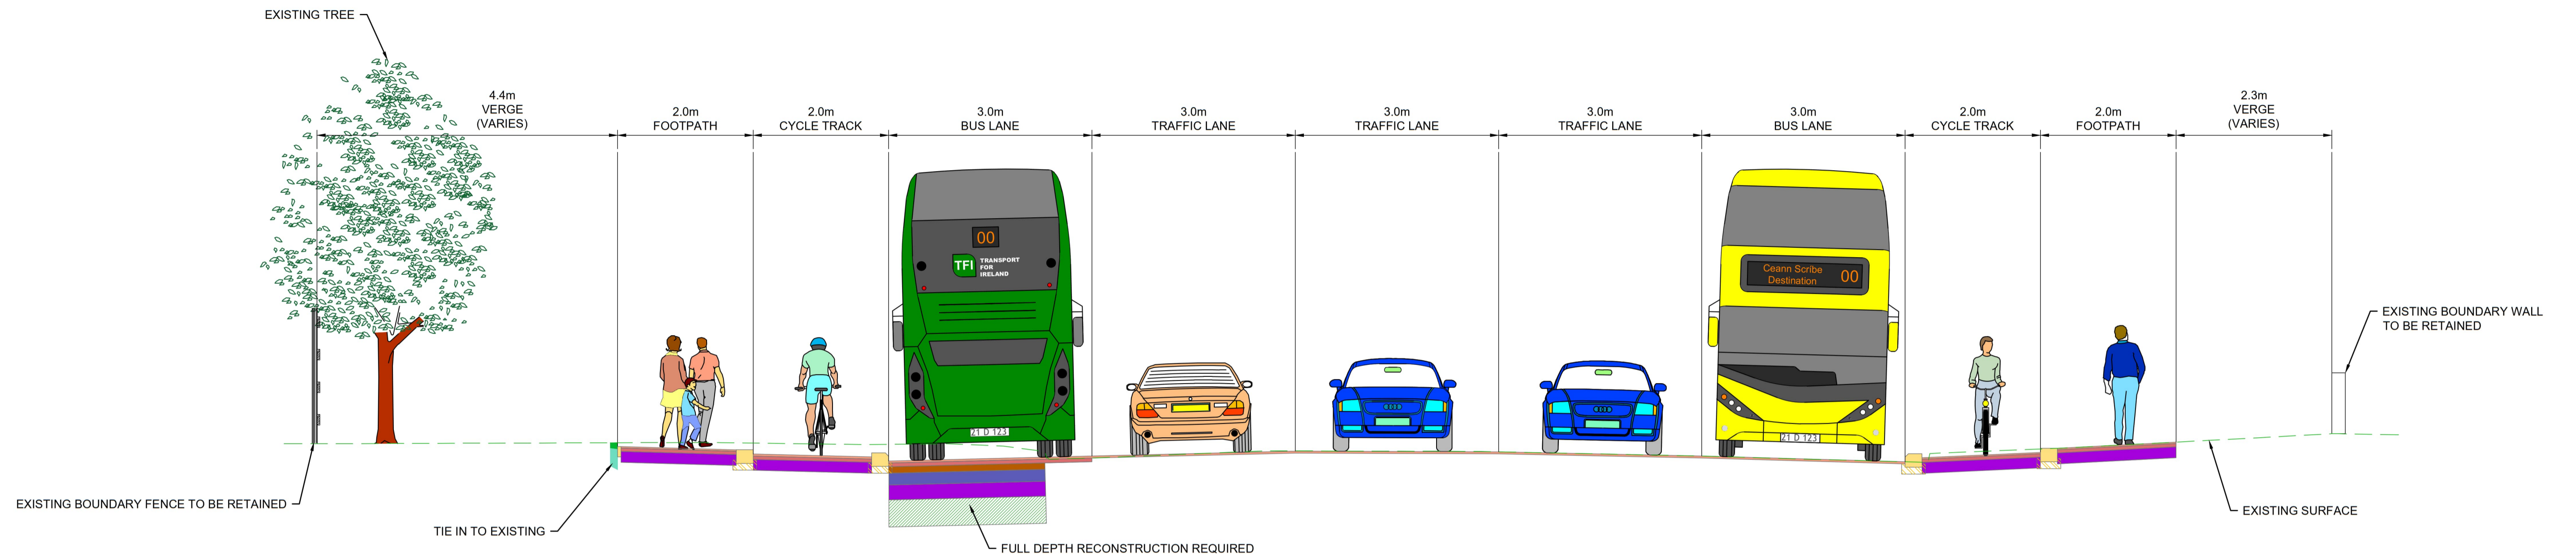 EXISTING TREE
4.4m
VERGE
(VARIES)
2.0m
FOOTPATH
2.0m
CYCLE TRACK
3.0m
BUS LANE
3.0m
TRAFFIC LANE
3.0m
TRAFFIC LANE
3.0m
TRAFFIC LANE
3.0m
BUS LANE
2.0m
CYCLE TRACK
2.0m
FOOTPATH
2.3m
VERGE
(VARIES)
00
TFI
TRANSPORT
FOR
IRELAND
21 D 123
Ceann Scribe
Destination
00
21 D 123
EXISTING BOUNDARY WALL
TO BE RETAINED
EXISTING BOUNDARY FENCE TO BE RETAINED
TIE IN TO EXISTING
FULL DEPTH RECONSTRUCTION REQUIRED
EXISTING SURFACE